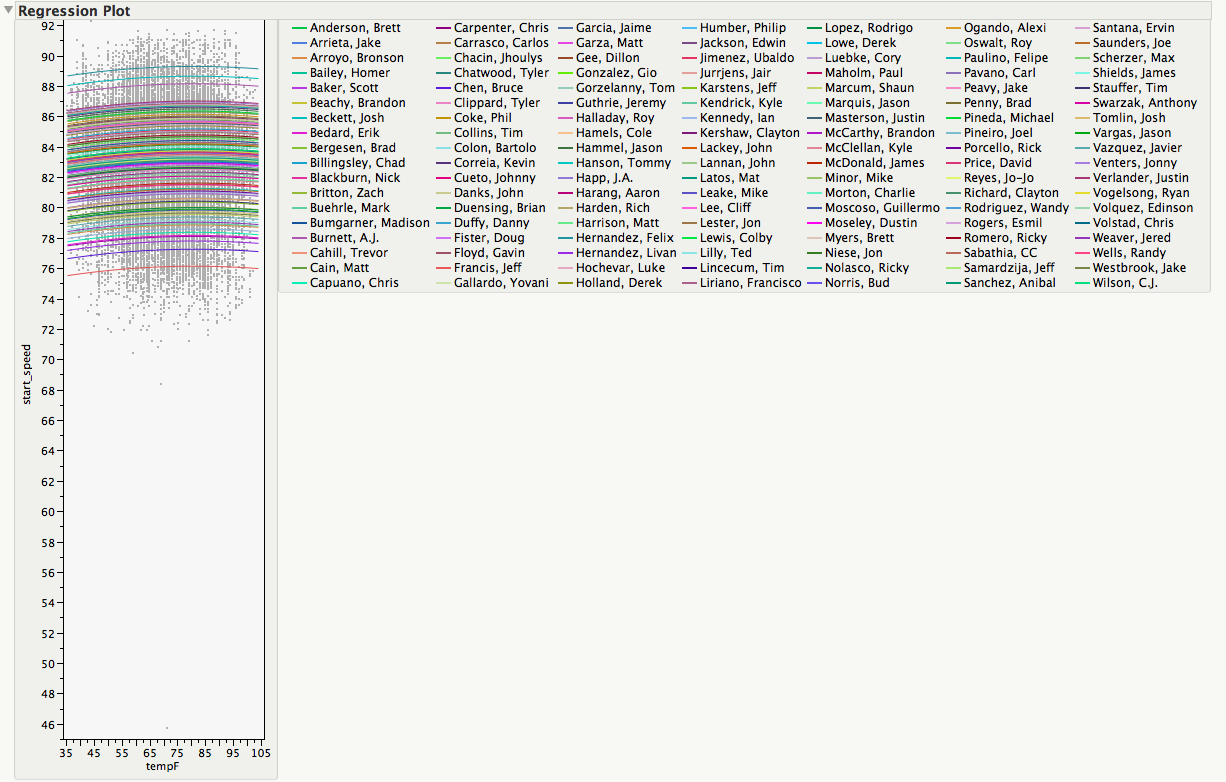 Regression Plot
92
90
88
86
84
82
80
78
76
74
72
70
68
66
64
62
60
58
56
54
52
50
48
46
start_speed
35 45 55 65 75 85 95 105
tempF
Anderson, Brett
Arrieta, Jake
Arroyo, Bronson
Bailey, Homer
Baker, Scott
Beachy, Brandon
Beckett, Josh
Bedard, Erik
Bergesen, Brad
Billingsley, Chad
Blackburn, Nick
Britton, Zach
Buehrle, Mark
Bumgarner, Madison
Burnett, A.J.
Cahill, Trevor
Cain, Matt
Capuano, Chris
Carpenter, Chris
Carrasco, Carlos
Chacin, Jhoulys
Chatwood, Tyler
Chen, Bruce
Clippard, Tyler
Coke, Phil
Collins, Tim
Colon, Bartolo
Correia, Kevin
Cueto, Johnny
Danks, John
Duensing, Brian
Duffy, Danny
Fister, Doug
Floyd, Gavin
Francis, Jeff
Gallardo, Yovani
Garcia, Jaime
Garza, Matt
Gee, Dillon
Gonzalez, Gio
Gorzelanny, Tom
Guthrie, Jeremy
Halladay, Roy
Hamels, Cole
Hammel, Jason
Hanson, Tommy
Happ, J.A.
Harang, Aaron
Harden, Rich
Harrison, Matt
Hernandez, Felix
Hernandez, Livan
Hochevar, Luke
Holland, Derek
Humber, Philip
Jackson, Edwin
Jimenez, Ubaldo
Jurrjens, Jair
Karstens, Jeff
Kendrick, Kyle
Kennedy, Ian
Kershaw, Clayton
Lackey, John
Lannan, John
Latos, Mat
Leake, Mike
Lee, Cliff
Lester, Jon
Lewis, Colby
Lilly, Ted
Lincecum, Tim
Liriano, Francisco
Lopez, Rodrigo
Lowe, Derek
Luebke, Cory
Maholm, Paul
Marcum, Shaun
Marquis, Jason
Masterson, Justin
McCarthy, Brandon
McClellan, Kyle
McDonald, James
Minor, Mike
Morton, Charlie
Moscoso, Guillermo
Moseley, Dustin
Myers, Brett
Niese, Jon
Nolasco, Ricky
Norris, Bud
Ogando, Alexi
Oswalt, Roy
Paulino, Felipe
Pavano, Carl
Peavy, Jake
Penny, Brad
Pineda, Michael
Pineiro, Joel
Porcello, Rick
Price, David
Reyes, Jo-Jo
Richard, Clayton
Rodriguez, Wandy
Rogers, Esmil
Romero, Ricky
Sabathia, CC
Samardzija, Jeff
Sanchez, Anibal
Santana, Ervin
Saunders, Joe
Scherzer, Max
Shields, James
Stauffer, Tim
Swarzak, Anthony
Tomlin, Josh
Vargas, Jason
Vazquez, Javier
Venters, Jonny
Verlander, Justin
Vogelsong, Ryan
Volquez, Edinson
Volstad, Chris
Weaver, Jered
Wells, Randy
Westbrook, Jake
Wilson, C.J.